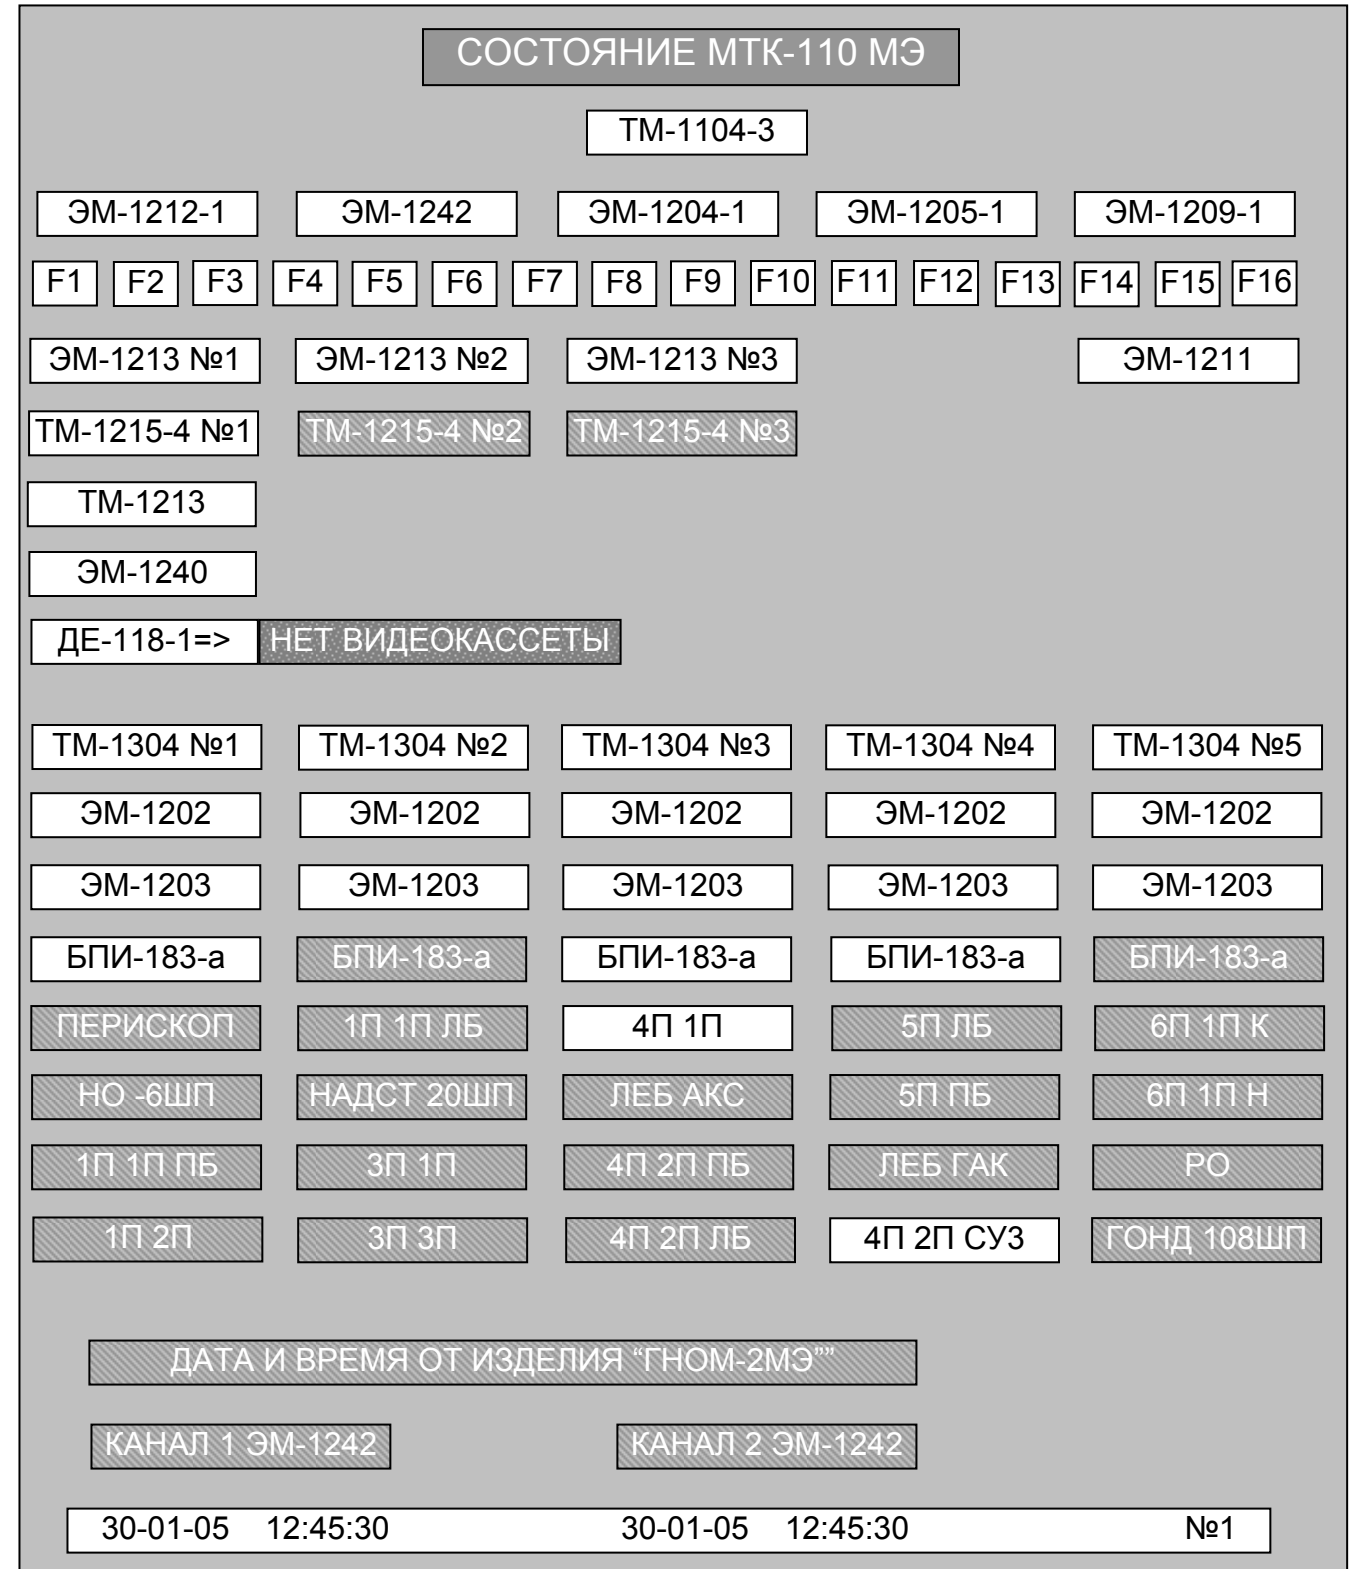 СОСТОЯНИЕ МТК-110 МЭ
ТМ-1104-3
ЭМ-1212-1 ЭМ-1242 ЭМ-1204-1 ЭМ-1205-1 ЭМ-1209-1
F1 F2 F3 F4 F5 F6 F7 F8 F9 F10 F11 F12 F13 F14 F15 F16
ЭМ-1213 №1 ЭМ-1213 №2 ЭМ-1213 №3 ЭМ-1211
ТМ-1215-4 №1 ТМ-1215-4 №2 ТМ-1215-4 №3
ТМ-1213
ЭМ-1240
ДЕ-118-1=> НЕТ ВИДЕОКАССЕТЫ
ТМ-1304 №1 ТМ-1304 №2 ТМ-1304 №3 ТМ-1304 №4 ТМ-1304 №5
ЭМ-1202 ЭМ-1202 ЭМ-1202 ЭМ-1202 ЭМ-1202
ЭМ-1203 ЭМ-1203 ЭМ-1203 ЭМ-1203 ЭМ-1203
БПИ-183-а БПИ-183-а БПИ-183-а БПИ-183-а БПИ-183-а
ПЕРИСКОП 1П 1П ЛБ 4П 1П 5П ЛБ 6П 1П К
НО -6ШП НАДСТ 20ШП ЛЕБ АКС 5П ПБ 6П 1П Н
1П 1П ПБ 3П 1П 4П 2П ПБ ЛЕБ ГАК РО
1П 2П 3П 3П 4П 2П ЛБ 4П 2П СУЗ ГОНД 108ШП
ДАТА И ВРЕМЯ ОТ ИЗДЕЛИЯ “ГНОМ-2МЭ””
КАНАЛ 1 ЭМ-1242 КАНАЛ 2 ЭМ-1242
30-01-05 12:45:30 30-01-05 12:45:30 №1